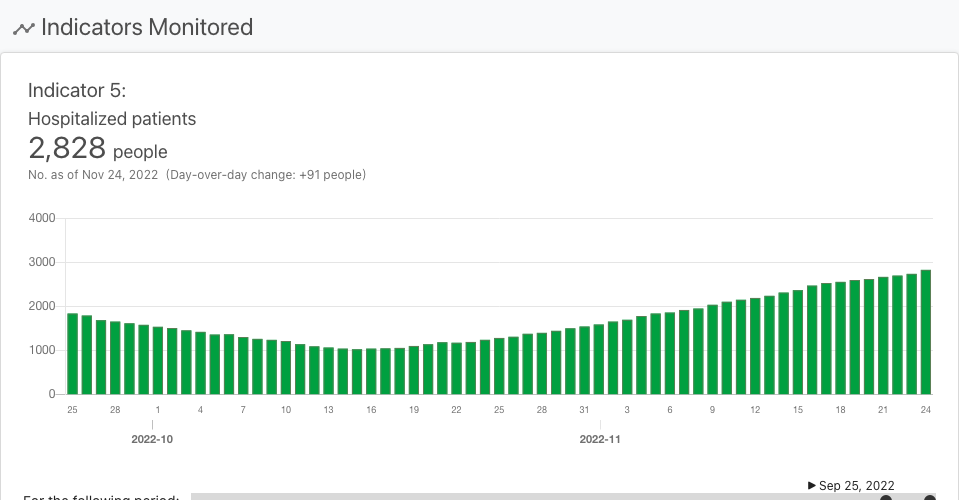 Indicators Monitored
Indicator 5:
Hospitalized patients
2,828 people
No. as of Nov 24, 2022 (Day-over-day change: +91 people)
4000
3000
2000
1000
0
25 28 1 4 7 10 13 16 19 22 25 28 31 3 6 9 12 15 18 21 24
2022-10 2022-11
Sep 25, 2022
For the following period: